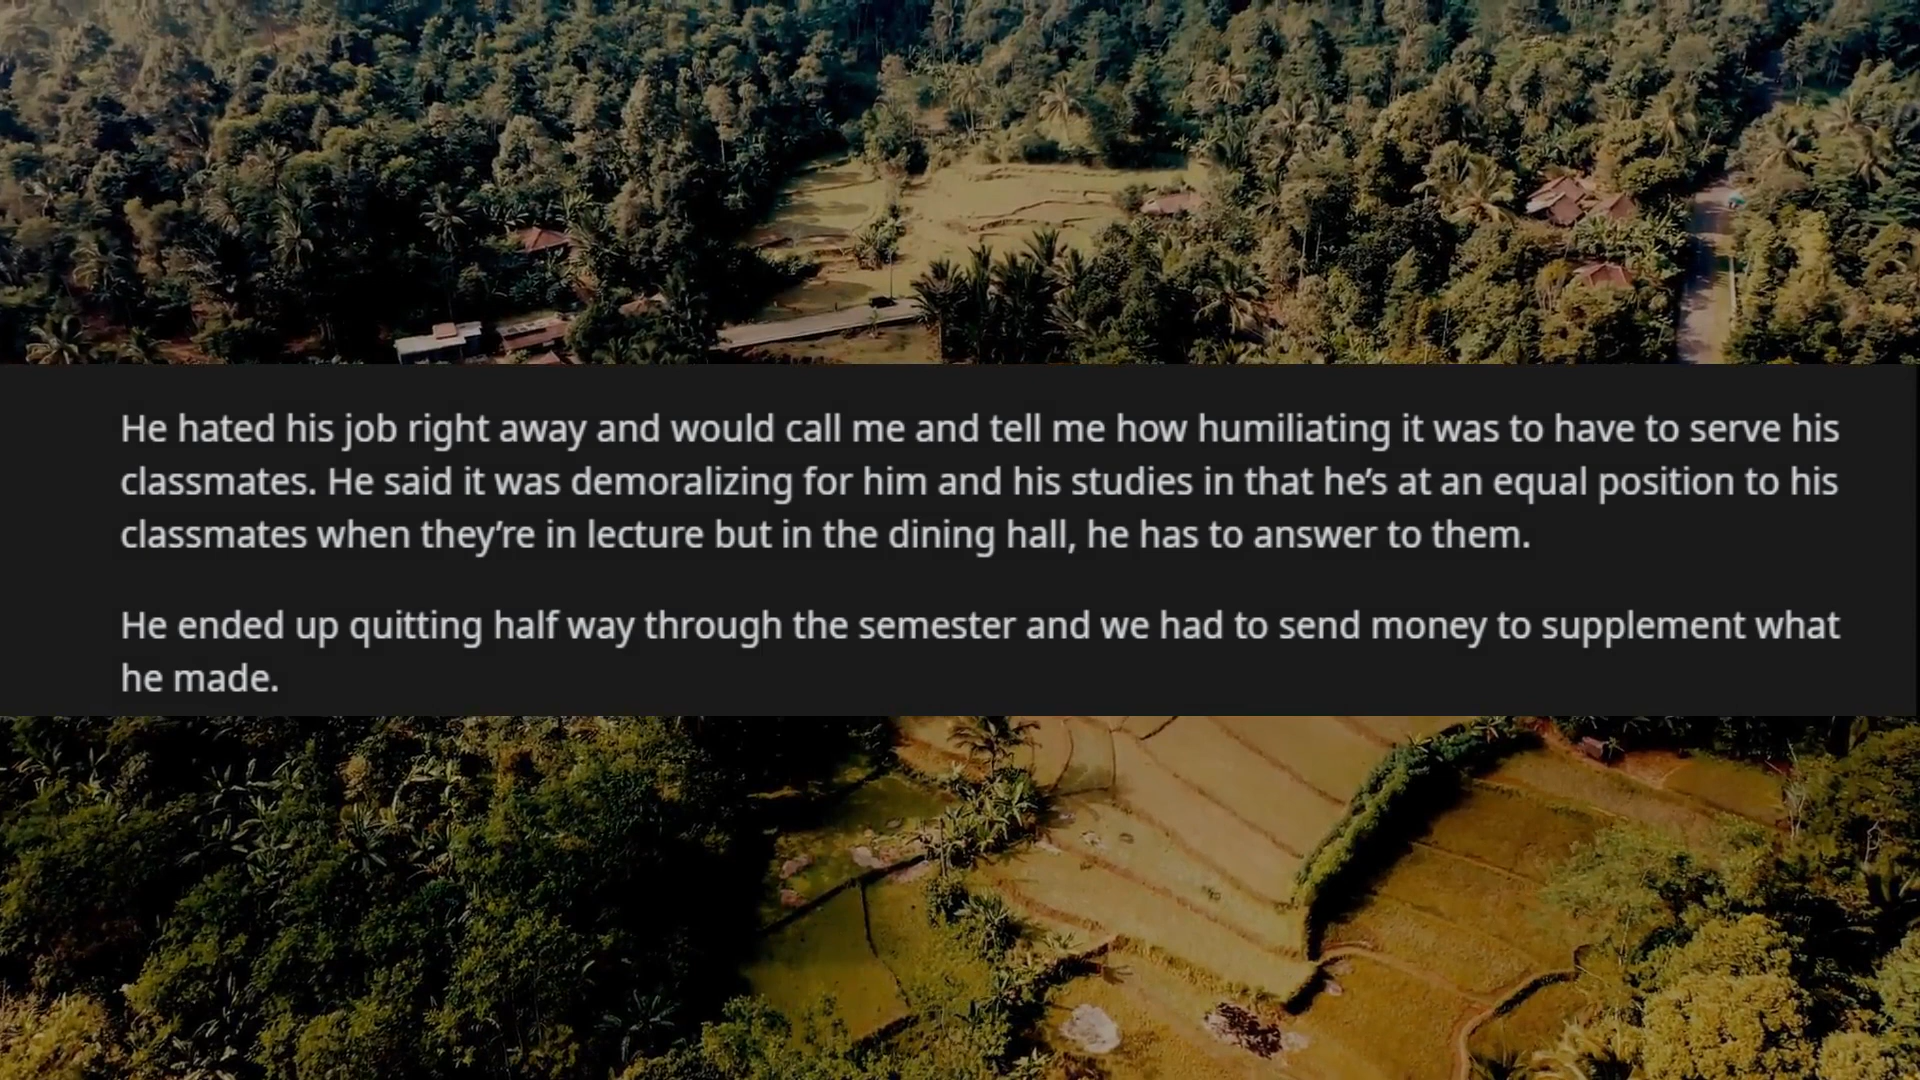 He hated his job right away and would call me and tell me how humiliating it was to have to serve his
classmates. He said it was demoralizing for him and his studies in that he’s at an equal position to his
classmates when they’re in lecture but in the dining hall, he has to answer to them.
He ended up quitting half way through the semester and we had to send money to supplement what
he made.